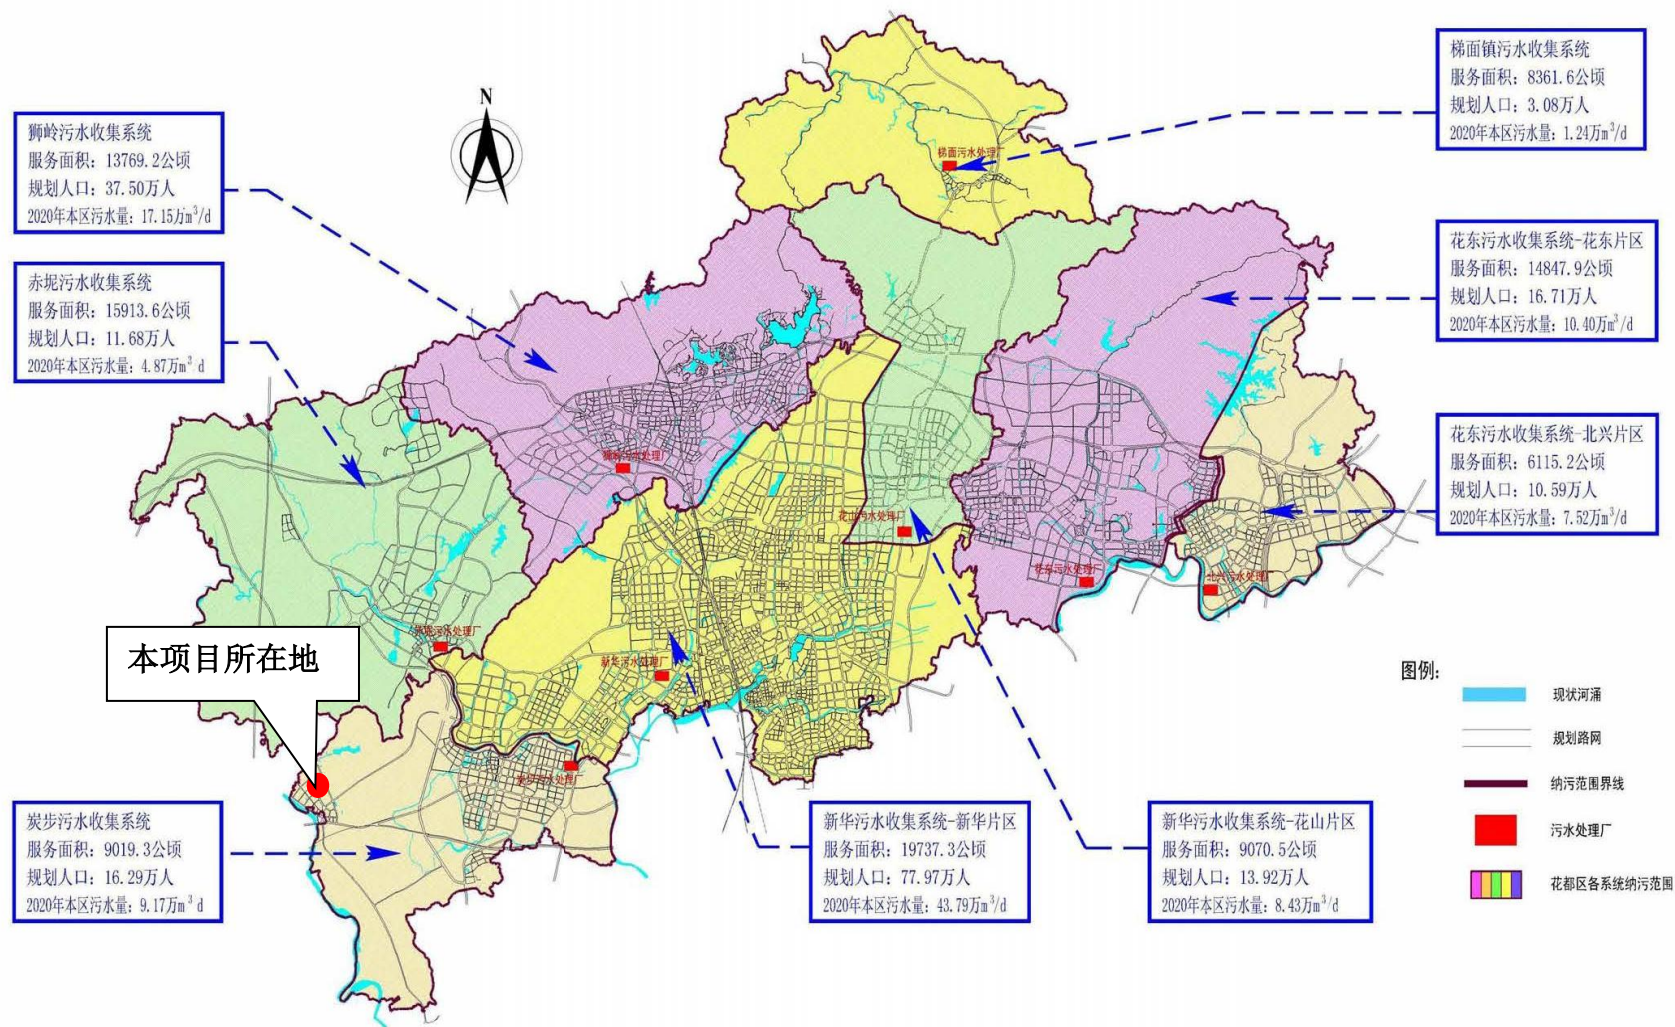 N
狮岭污水收集系统
服务面积：13769.2公顷
规划人口：37.50万人
2020年本区污水量：17.15万m³/d
赤坭污水收集系统
服务面积：15913.6公顷
规划人口：11.68万人
2020年本区污水量：4.87万m³ d
梯面镇污水收集系统
服务面积：8361.6公顷
规划人口：3.08万人
2020年本区污水量：1.24万m³/d
花东污水收集系统-花东片区
服务面积：14847.9公顷
规划人口：16.71万人
2020年本区污水量：10.40万m³/d
花东污水收集系统-北兴片区
服务面积：6115.2公顷
规划人口：10.59万人
2020年本区污水量：7.52万m³/d
梯面污水处理厂
狮岭污水处理厂
花山污水处理厂
花东污水处理厂
北兴污水处理厂
赤坭污水处理厂
新华污水处理厂
炭步污水处理厂
本项目所在地
炭步污水收集系统
服务面积：9019.3公顷
规划人口：16.29万人
2020年本区污水量：9.17万m³ d
新华污水收集系统-新华片区
服务面积：19737.3公顷
规划人口：77.97万人
2020年本区污水量：43.79万m³/d
新华污水收集系统-花山片区
服务面积：9070.5公顷
规划人口：13.92万人
2020年本区污水量：8.43万m³/d
图例：
现状河涌
规划路网
纳污范围界线
污水处理厂
花都区各系统纳污范围